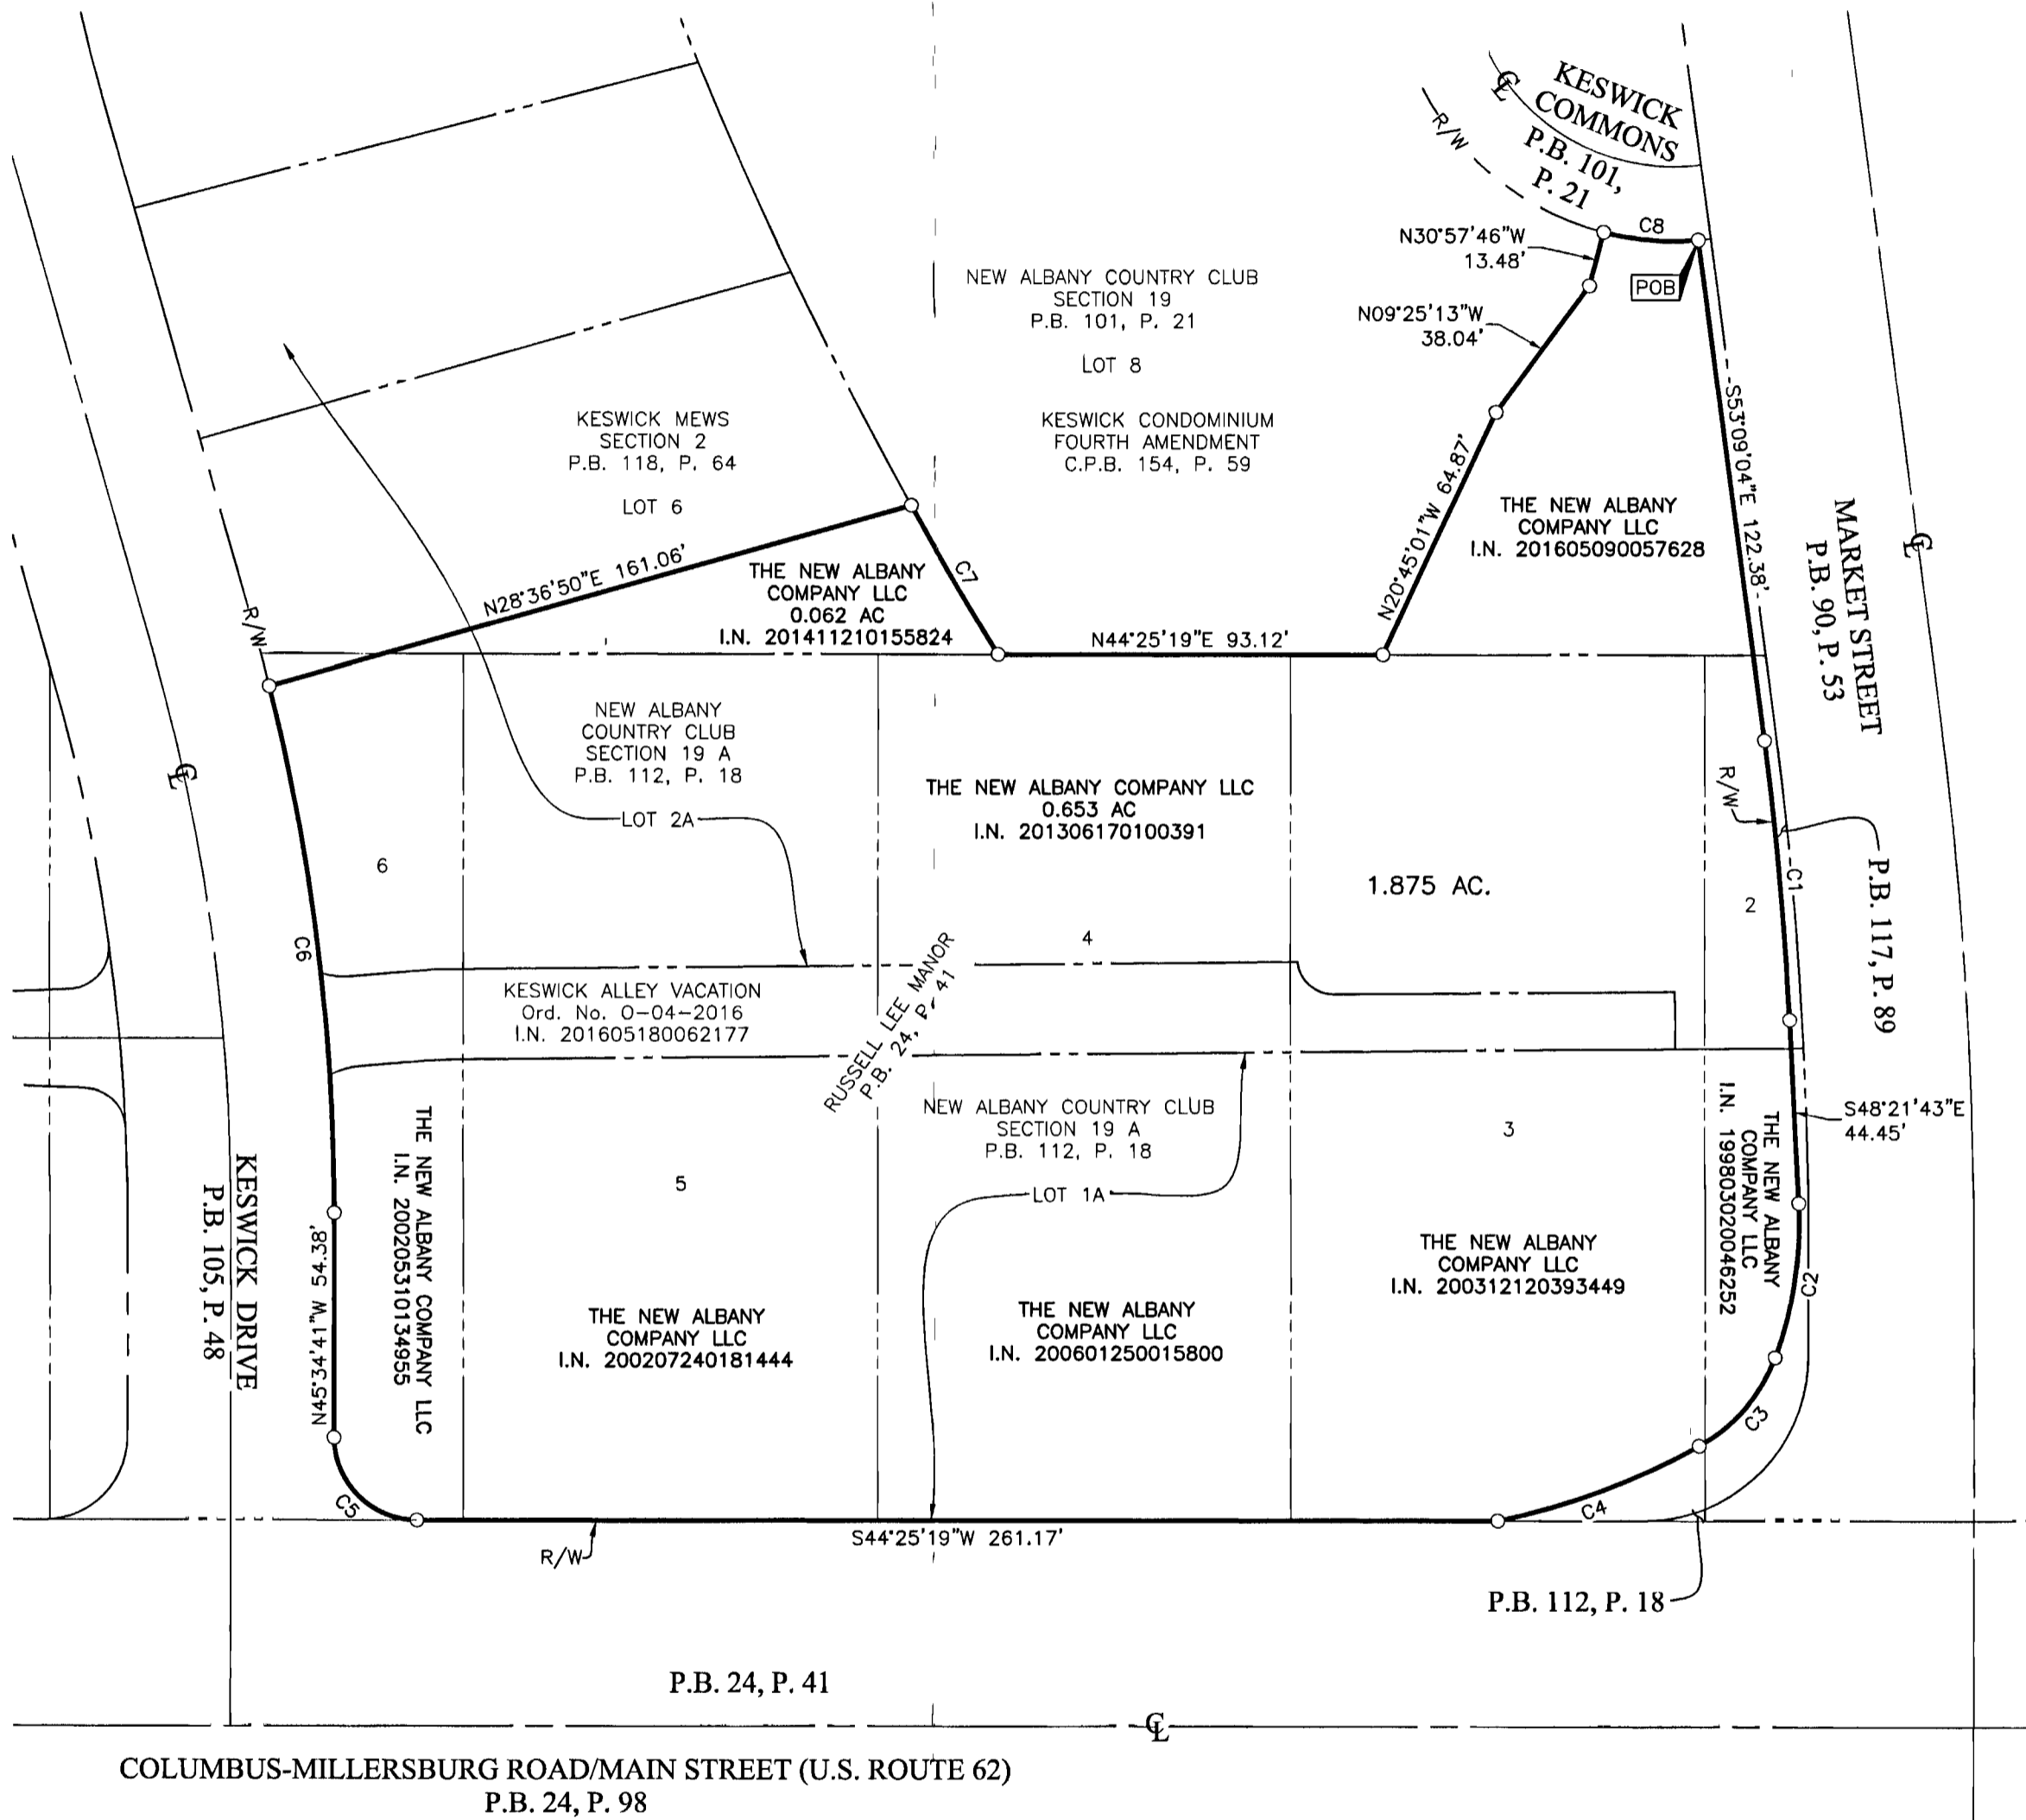 KESWICK
COMMONS
P.B. 101,
P. 21
R/W
C8
N30°57'46"W
13.48'
POB
N09°25'13"W
38.04'
NEW ALBANY COUNTRY CLUB
SECTION 19
P.B. 101, P. 21
LOT 8
KESWICK CONDOMINIUM
FOURTH AMENDMENT
C.P.B. 154, P. 59
KESWICK MEWS
SECTION 2
P.B. 118, P. 64
LOT 6
S53°09'04"E 122.38'
N20°45'01"W 64.87'
THE NEW ALBANY
COMPANY LLC
I.N. 201605090057628
MARKET STREET
P.B. 90, P. 53
N28°36'50"E 161.06'
C7
THE NEW ALBANY
COMPANY LLC
0.062 AC
I.N. 201411210155824
R/W
N44°25'19"E 93.12'
NEW ALBANY
COUNTRY CLUB
SECTION 19 A
P.B. 112, P. 18
LOT 2A
THE NEW ALBANY COMPANY LLC
0.653 AC
I.N. 201306170100391
R/W
C1
P.B. 117, P. 89
6
1.875 AC.
2
4
C6
KESWICK ALLEY VACATION
Ord. No. O-04-2016
I.N. 201605180062177
RUSSELL LEE MANOR
P.B. 24, P. 41
NEW ALBANY COUNTRY CLUB
SECTION 19 A
P.B. 112, P. 18
LOT 1A
3
5
S48°21'43"E
44.45'
THE NEW ALBANY
COMPANY LLC
I.N. 199803020046252
THE NEW ALBANY COMPANY LLC
I.N. 200205310134955
KESWICK DRIVE
P.B. 105, P. 48
N45°34'41"W 54.38'
THE NEW ALBANY
COMPANY LLC
I.N. 200207240181444
THE NEW ALBANY
COMPANY LLC
I.N. 200601250015800
THE NEW ALBANY
COMPANY LLC
I.N. 200312120393449
C2
C3
C4
C5
S44°25'19"W 261.17'
R/W
P.B. 112, P. 18
P.B. 24, P. 41
COLUMBUS-MILLERSBURG ROAD/MAIN STREET (U.S. ROUTE 62)
P.B. 24, P. 98